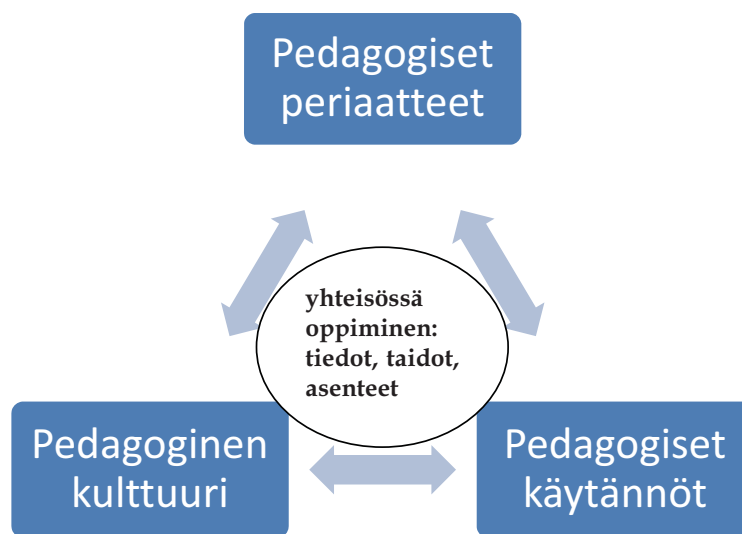 Pedagogiset
periaatteet
yhteisössä
oppiminen:
tiedot, taidot,
asenteet
Pedagoginen
kulttuuri
Pedagogiset
käytännöt